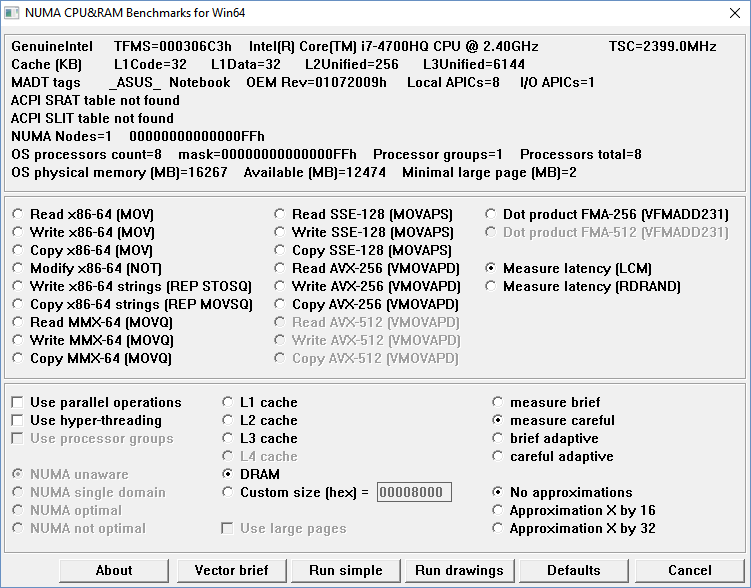 NUMA CPU&RAM Benchmarks for Win64
GenuineIntel TFMS=000306C3h Intel(R) Core(TM) i7-4700HQ CPU @ 2.40GHz TSC=2399.0MHz
Cache (KB) L1Code=32 L1Data=32 L2Unified=256 L3Unified=6144
MADT tags _ASUS_ Notebook OEM Rev=01072009h Local APICs=8 I/O APICs=1
ACPI SRAT table not found
ACPI SLIT table not found
NUMA Nodes=1 00000000000000FFh
OS processors count=8 mask=00000000000000FFh Processor groups=1 Processors total=8
OS physical memory (MB)=16267 Available (MB)=12474 Minimal large page (MB)=2
Read x86-64 (MOV) Read SSE-128 (MOVAPS) Dot product FMA-256 (VFMADD231)
Write x86-64 (MOV) Write SSE-128 (MOVAPS) Dot product FMA-512 (VFMADD231)
Copy x86-64 (MOV) Copy SSE-128 (MOVAPS)
Modify x86-64 (NOT) Read AVX-256 (VMOVAPD) Measure latency (LCM)
Write x86-64 strings (REP STOSQ) Write AVX-256 (VMOVAPD) Measure latency (RDRAND)
Copy x86-64 strings (REP MOVSQ) Copy AVX-256 (VMOVAPD)
Read MMX-64 (MOVQ) Read AVX-512 (VMOVAPD)
Write MMX-64 (MOVQ) Write AVX-512 (VMOVAPD)
Copy MMX-64 (MOVQ) Copy AVX-512 (VMOVAPD)
Use parallel operations L1 cache measure brief
Use hyper-threading L2 cache measure careful
Use processor groups L3 cache brief adaptive
L4 cache careful adaptive
NUMA unaware DRAM
NUMA single domain Custom size (hex) = 00008000 No approximations
NUMA optimal Approximation X by 16
NUMA not optimal Use large pages Approximation X by 32
About Vector brief Run simple Run drawings Defaults Cancel